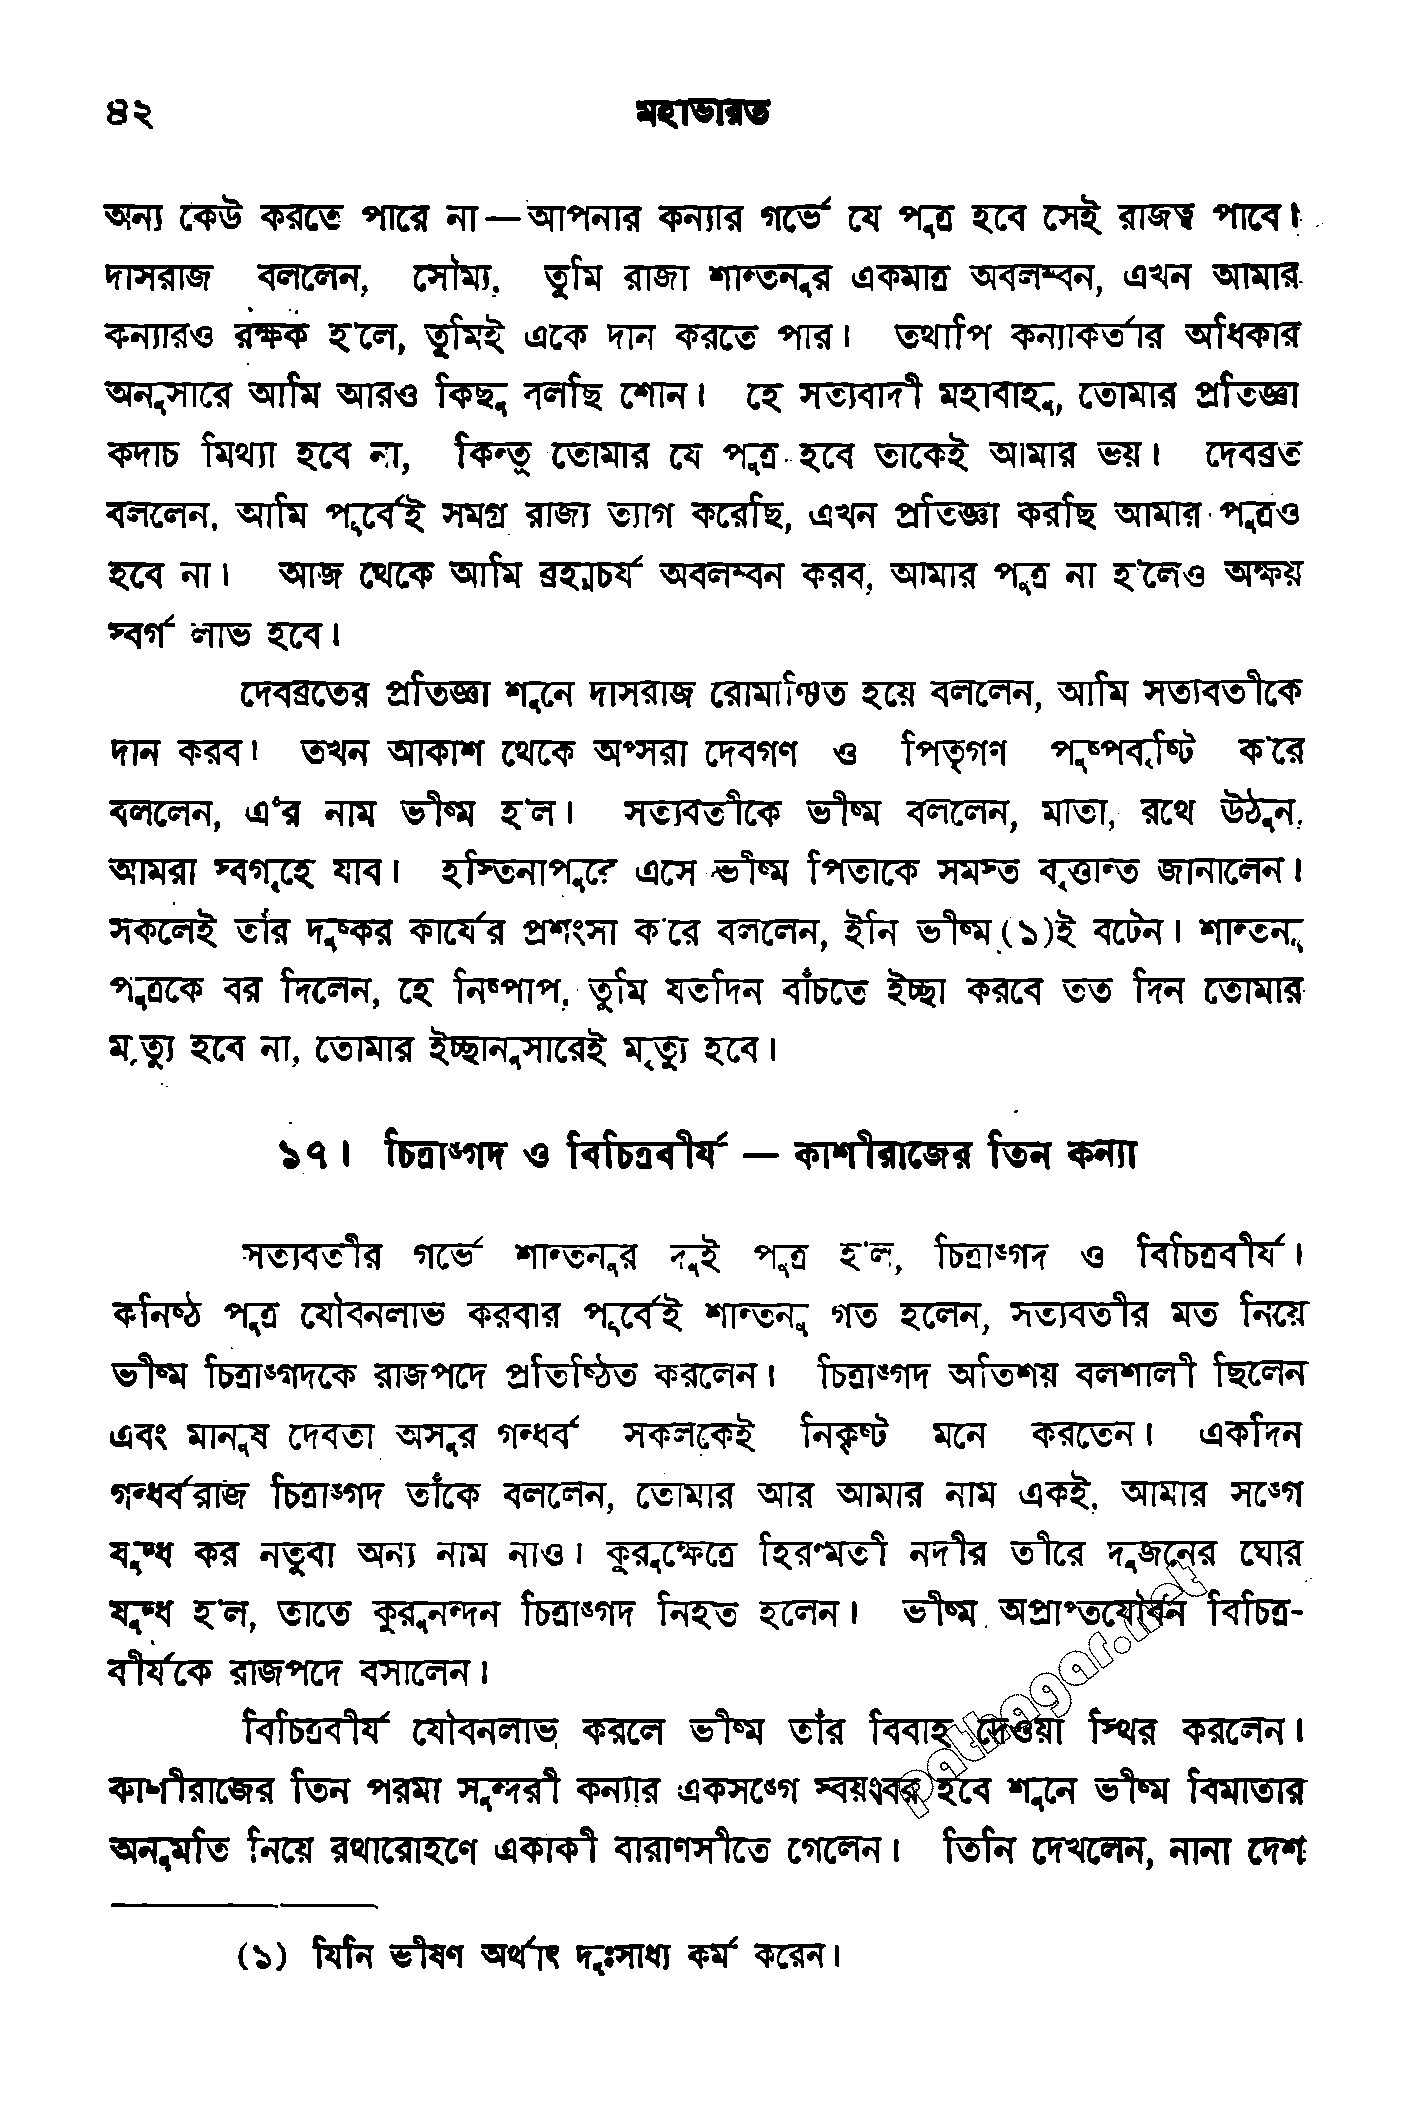 ৪২ মহাভারত
অন্য কেউ করতে পারে না—আপনার কন্যার গর্ভে যে পুত্র হবে সেই রাজত্ব পাবে।
দাসরাজ বললেন, সৌম্য, তুমি রাজা শান্তনুর একমাত্র অবলম্বন, এখন আমার
কন্যারও রক্ষক হ'লে, তুমিই একে দান করতে পার। তথাপি কন্যাকর্তার অধিকার
অনুসারে আমি আরও কিছু বলছি শোন। হে সত্যবাদী মহাবাহু, তোমার প্রতিজ্ঞা
কদাচ মিথ্যা হবে না, কিন্তু তোমার যে পুত্র হবে তাকেই আমার ভয়। দেবব্রত
বললেন, আমি পূর্বেই সমগ্র রাজ্য ত্যাগ করেছি, এখন প্রতিজ্ঞা করছি আমার পুত্রও
হবে না। আজ থেকে আমি ব্রহ্মচর্য অবলম্বন করব, আমার পুত্র না হ'লেও অক্ষয়
স্বর্গ লাভ হবে।
দেবব্রতের প্রতিজ্ঞা শুনে দাসরাজ রোমাঞ্চিত হয়ে বললেন, আমি সত্যবতীকে
দান করব। তখন আকাশ থেকে অপ্সরা দেবগণ ও পিতৃগণ পুষ্পবৃষ্টি ক'রে
বললেন, এ‍ঁর নাম ভীষ্ম হ'ল। সত্যবতীকে ভীষ্ম বললেন, মাতা, রথে উঠুন,
আমরা স্বগৃহে যাব। হস্তিনাপুরে এসে ভীষ্ম পিতাকে সমস্ত বৃত্তান্ত জানালেন।
সকলেই তাঁর দুষ্কর কার্যের প্রশংসা ক'রে বললেন, ইনি ভীষ্ম(১)ই বটেন। শান্তনু
পুত্রকে বর দিলেন, হে নিষ্পাপ, তুমি যতদিন বাঁচতে ইচ্ছা করবে তত দিন তোমার
মৃত্যু হবে না, তোমার ইচ্ছানুসারেই মৃত্যু হবে।
১৭। চিত্রাঙ্গদ ও বিচিত্রবীর্য — কাশীরাজের তিন কন্যা
সত্যবতীর গর্ভে শান্তনুর দুই পুত্র হ'ল, চিত্রাঙ্গদ ও বিচিত্রবীর্য।
কনিষ্ঠ পুত্র যৌবনলাভ করবার পূর্বেই শান্তনু গত হলেন, সত্যবতীর মত নিয়ে
ভীষ্ম চিত্রাঙ্গদকে রাজপদে প্রতিষ্ঠিত করলেন। চিত্রাঙ্গদ অতিশয় বলশালী ছিলেন
এবং মানুষ দেবতা অসুর গন্ধর্ব সকলকেই নিকৃষ্ট মনে করতেন। একদিন
গন্ধর্বরাজ চিত্রাঙ্গদ তাঁকে বললেন, তোমার আর আমার নাম একই, আমার সঙ্গে
যুদ্ধ কর নতুবা অন্য নাম নাও। কুরুক্ষেত্রে হিরণ্মতী নদীর তীরে দুজনের ঘোর
যুদ্ধ হ'ল, তাতে কুরুনন্দন চিত্রাঙ্গদ নিহত হলেন। ভীষ্ম অপ্রাপ্তযৌবন বিচিত্র-
বীর্যকে রাজপদে বসালেন।
বিচিত্রবীর্য যৌবনলাভ করলে ভীষ্ম তাঁর বিবাহ দেওয়া স্থির করলেন।
কাশীরাজের তিন পরমা সুন্দরী কন্যার একসঙ্গে স্বয়ংবর হবে শুনে ভীষ্ম বিমাতার
অনুমতি নিয়ে রথারোহণে একাকী বারাণসীতে গেলেন। তিনি দেখলেন, নানা দেশ
(১) যিনি ভীষণ অর্থাৎ দুঃসাধ্য কর্ম করেন।
pathagar.net